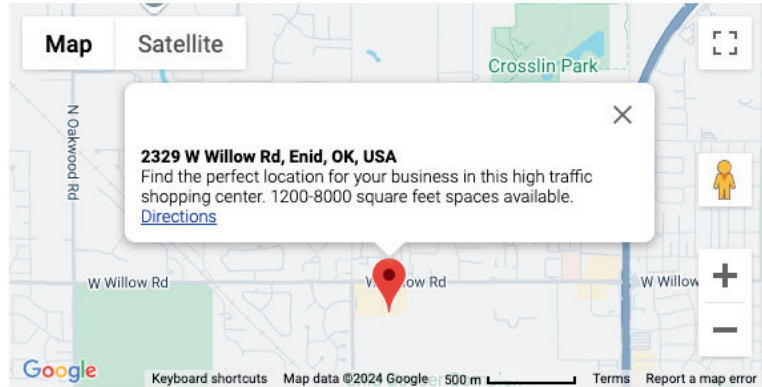 Map Satellite
Crosslin Park
N Oakwood Rd
2329 W Willow Rd, Enid, OK, USA
Find the perfect location for your business in this high traffic
shopping center. 1200-8000 square feet spaces available.
Directions
W Willow Rd
W Willow Rd
W Willow
Google
Keyboard shortcuts Map data ©2024 Google 500 m Terms Report a map error